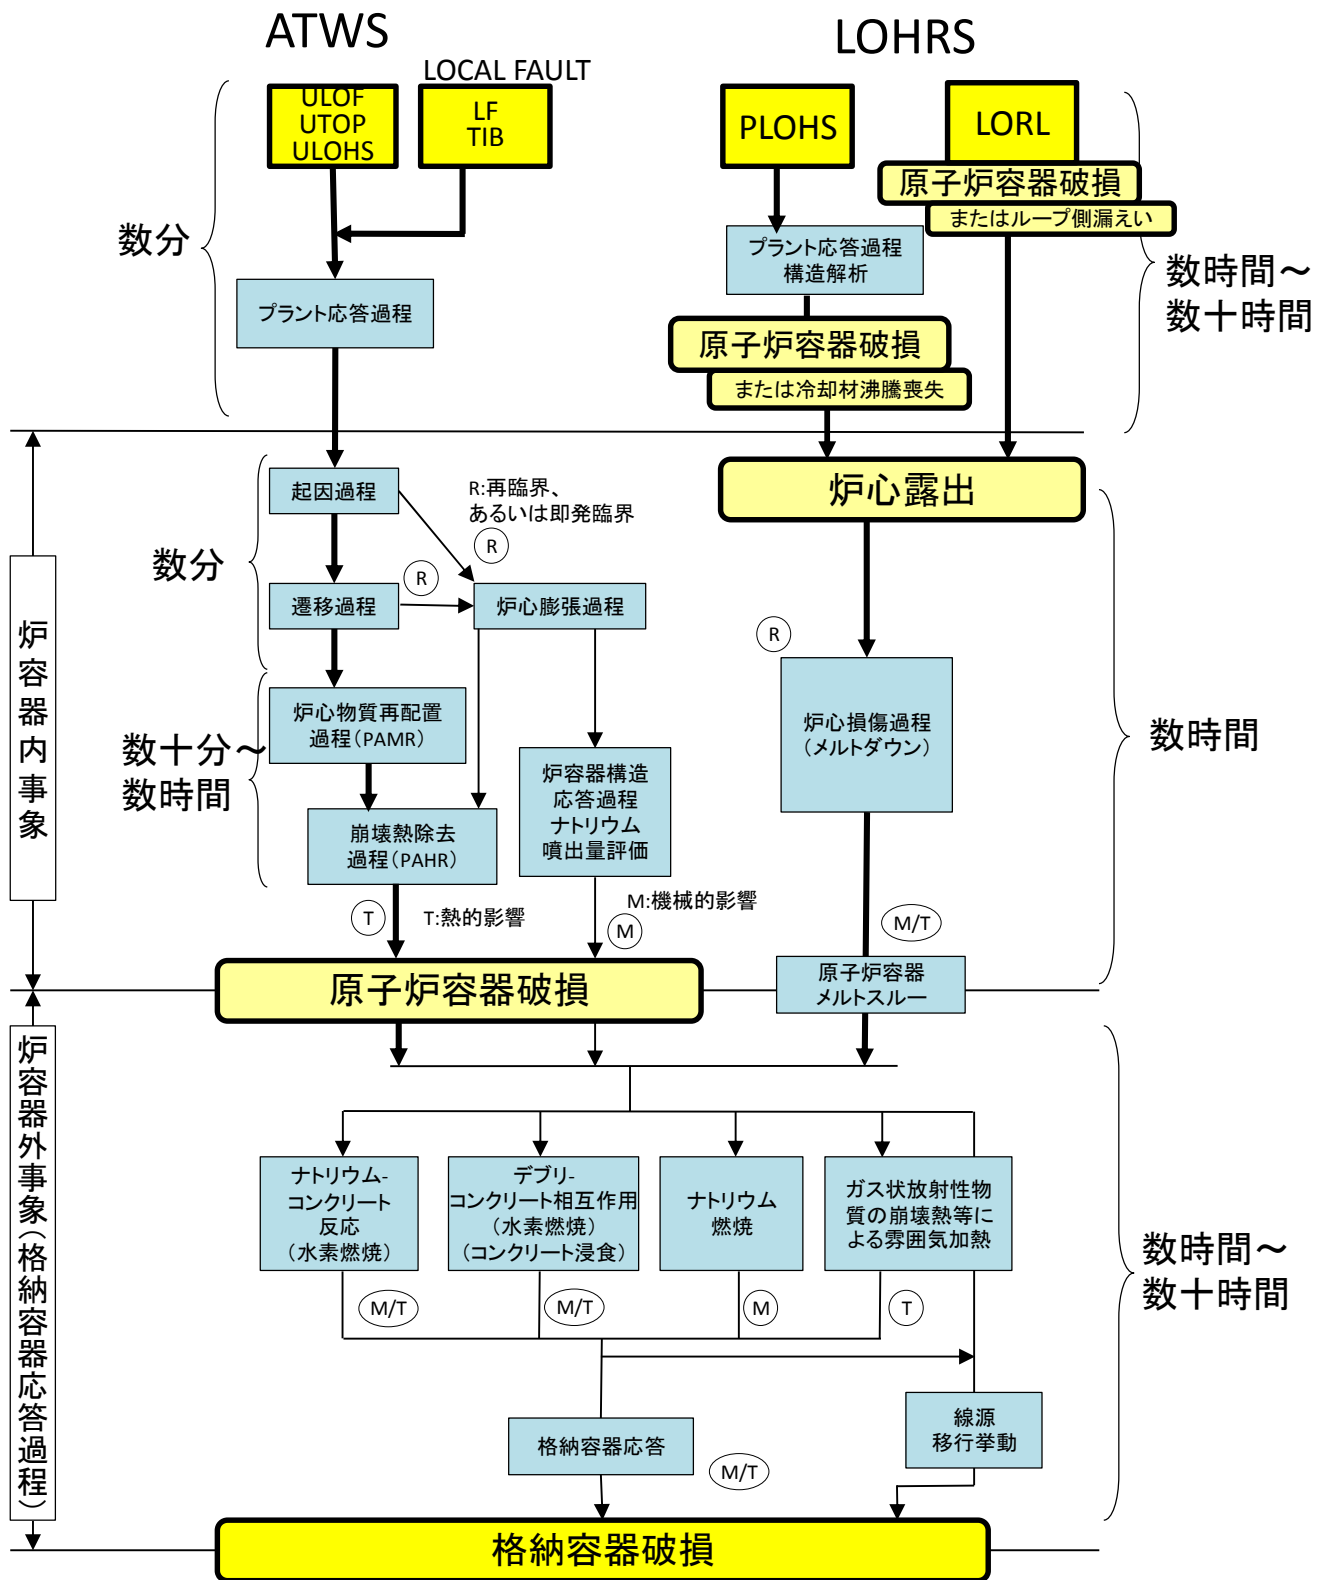 ATWS
LOHRS
LOCAL FAULT
ULOF
UTOP
ULOHS
LF
TIB
PLOHS
LORL
原子炉容器破損
またはループ側漏えい
数分
プラント応答過程
プラント応答過程
構造解析
原子炉容器破損
または冷却材沸騰喪失
数時間～
数十時間
炉心露出
起因過程
R:再臨界、
あるいは即発臨界
R
数分
R
遷移過程
炉心膨張過程
R
炉容器内事象
炉心物質再配置
過程(PAMR)
数十分～
数時間
炉心損傷過程
(メルトダウン)
数時間
炉容器構造
応答過程
ナトリウム
噴出量評価
崩壊熱除去
過程(PAHR)
T
T:熱的影響
M:機械的影響
M
M/T
原子炉容器破損
原子炉容器
メルトスルー
炉容器外事象(格納容器応答過程)
ナトリウム-
コンクリート
反応
(水素燃焼)
デブリ-
コンクリート相互作用
(水素燃焼)
(コンクリート浸食)
ナトリウム
燃焼
ガス状放射性物
質の崩壊熱等に
よる雰囲気加熱
数時間～
数十時間
M/T
M/T
M
T
格納容器応答
線源
移行挙動
M/T
格納容器破損